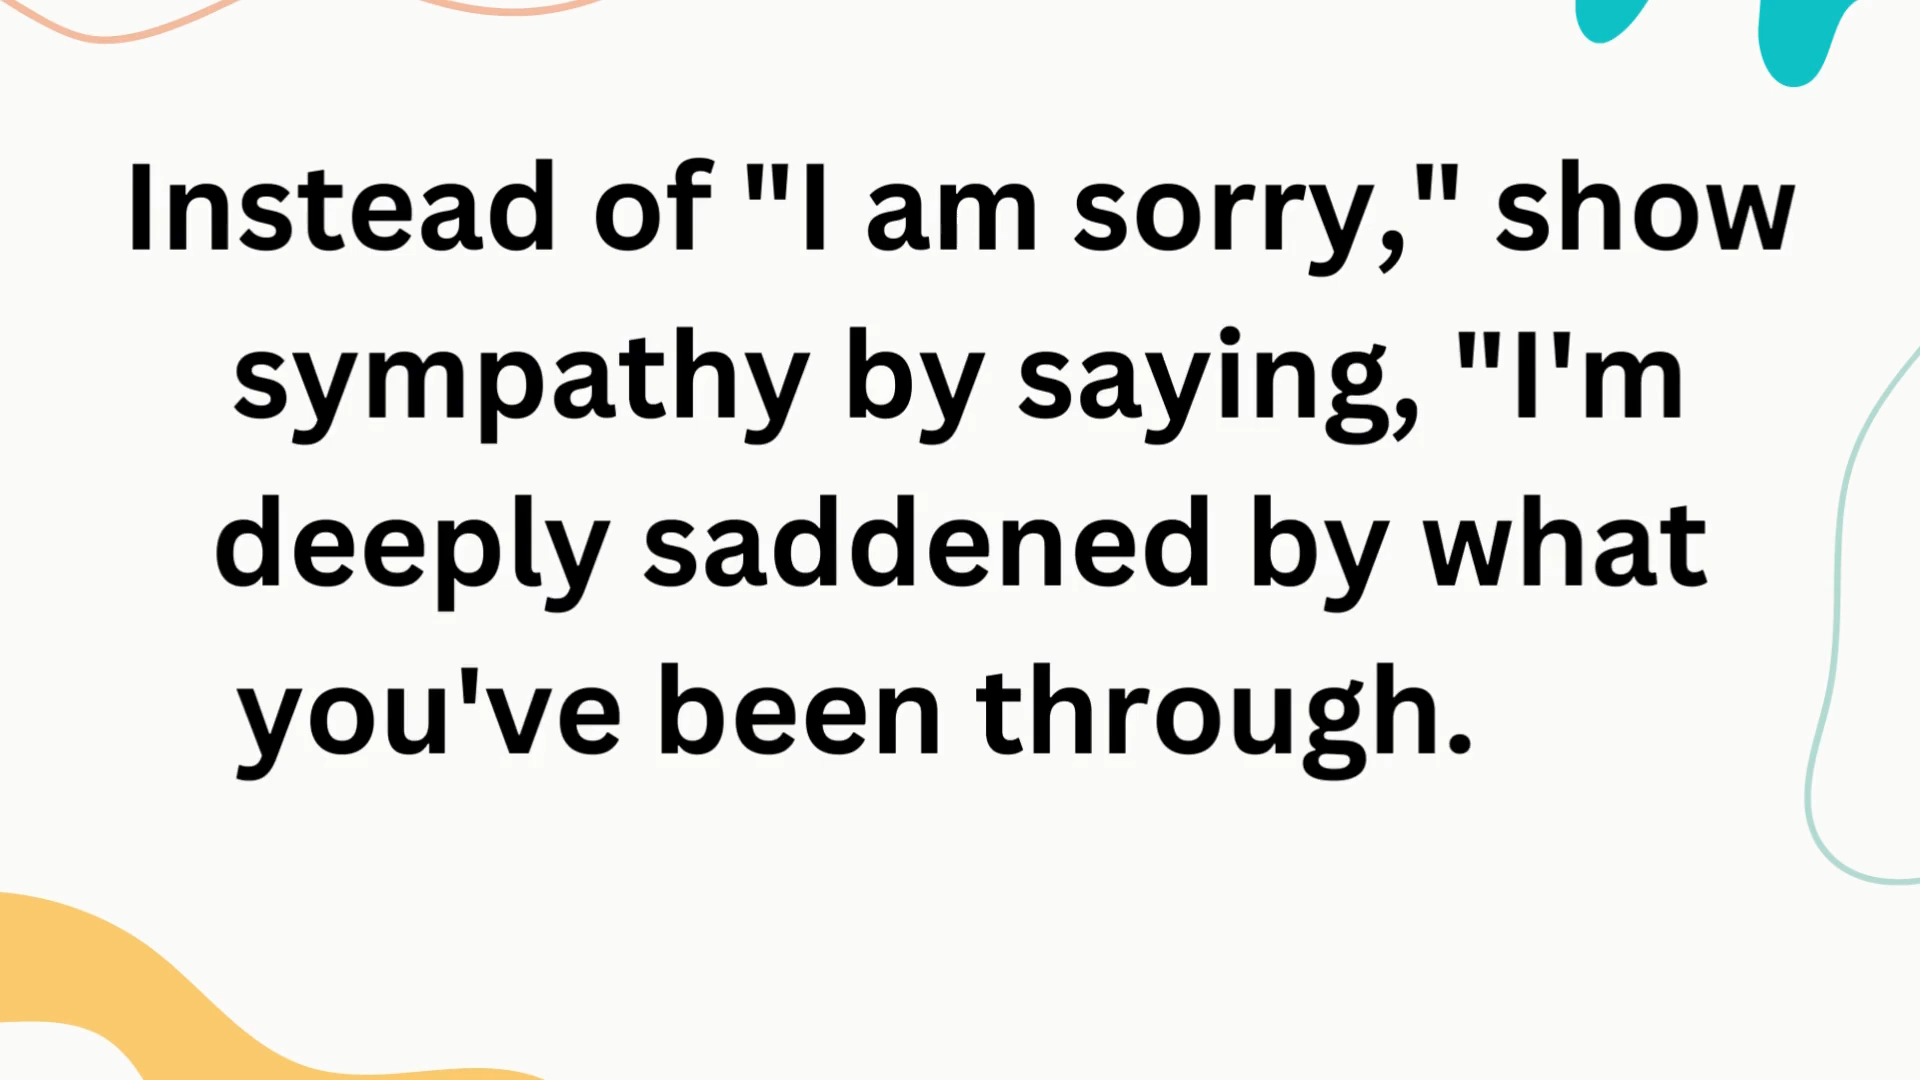 Instead of "I am sorry," show
sympathy by saying, "I'm
deeply saddened by what
you've been through.